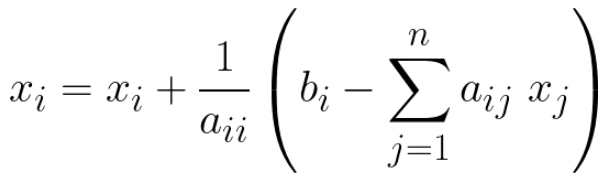 x_i = x_i + \frac{1}{a_{ii}} \left( b_i - \sum_{j=1}^{n} a_{ij} \ x_j \right)